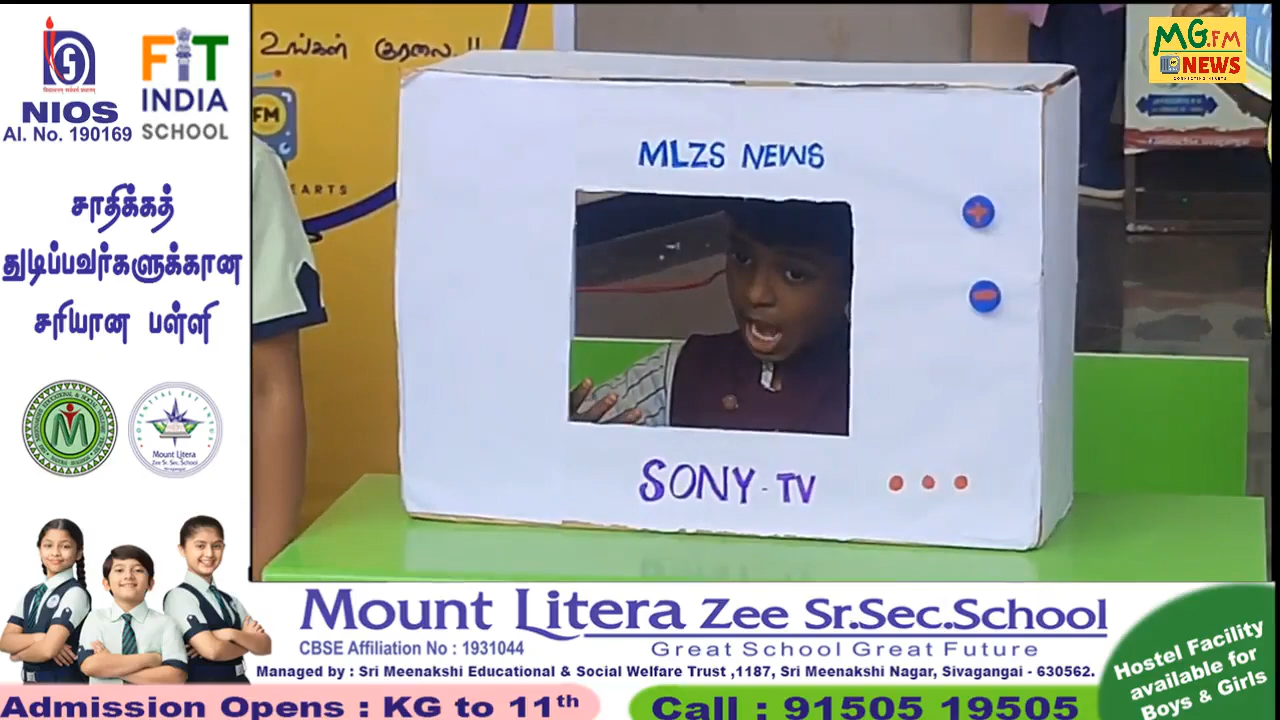 NIOS
AI. No. 190169
FIT
INDIA
SCHOOL
சாதிக்கத்
துடிப்பவர்களுக்கான
சரியான பள்ளி
Mount Litera
Zee Sr. Sec. School
உங்கள் குரலை !!
FM
EARTS
MLZS NEWS
SONY-TV
MG.FM
NEWS
Mount Litera Zee Sr.Sec.School
CBSE Affiliation No : 1931044
Great School Great Future
Managed by : Sri Meenakshi Educational & Social Welfare Trust ,1187, Sri Meenakshi Nagar, Sivagangai - 630562.
Admission Opens : KG to 11th
Call : 91505 19505
Hostel Facility
available for
Boys & Girls